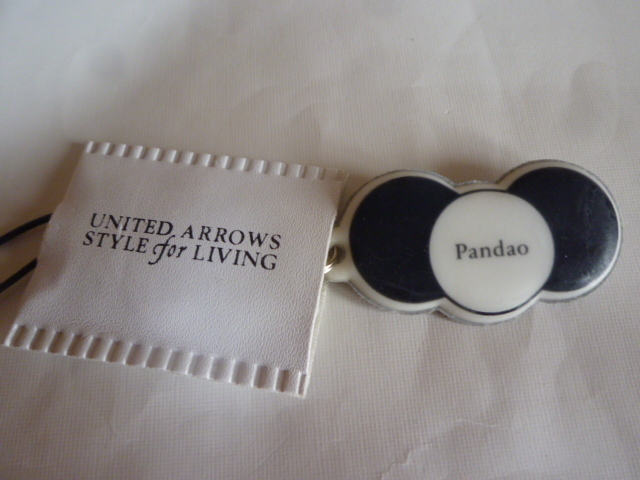 UNITED ARROWS
STYLE for LIVING
Pandao